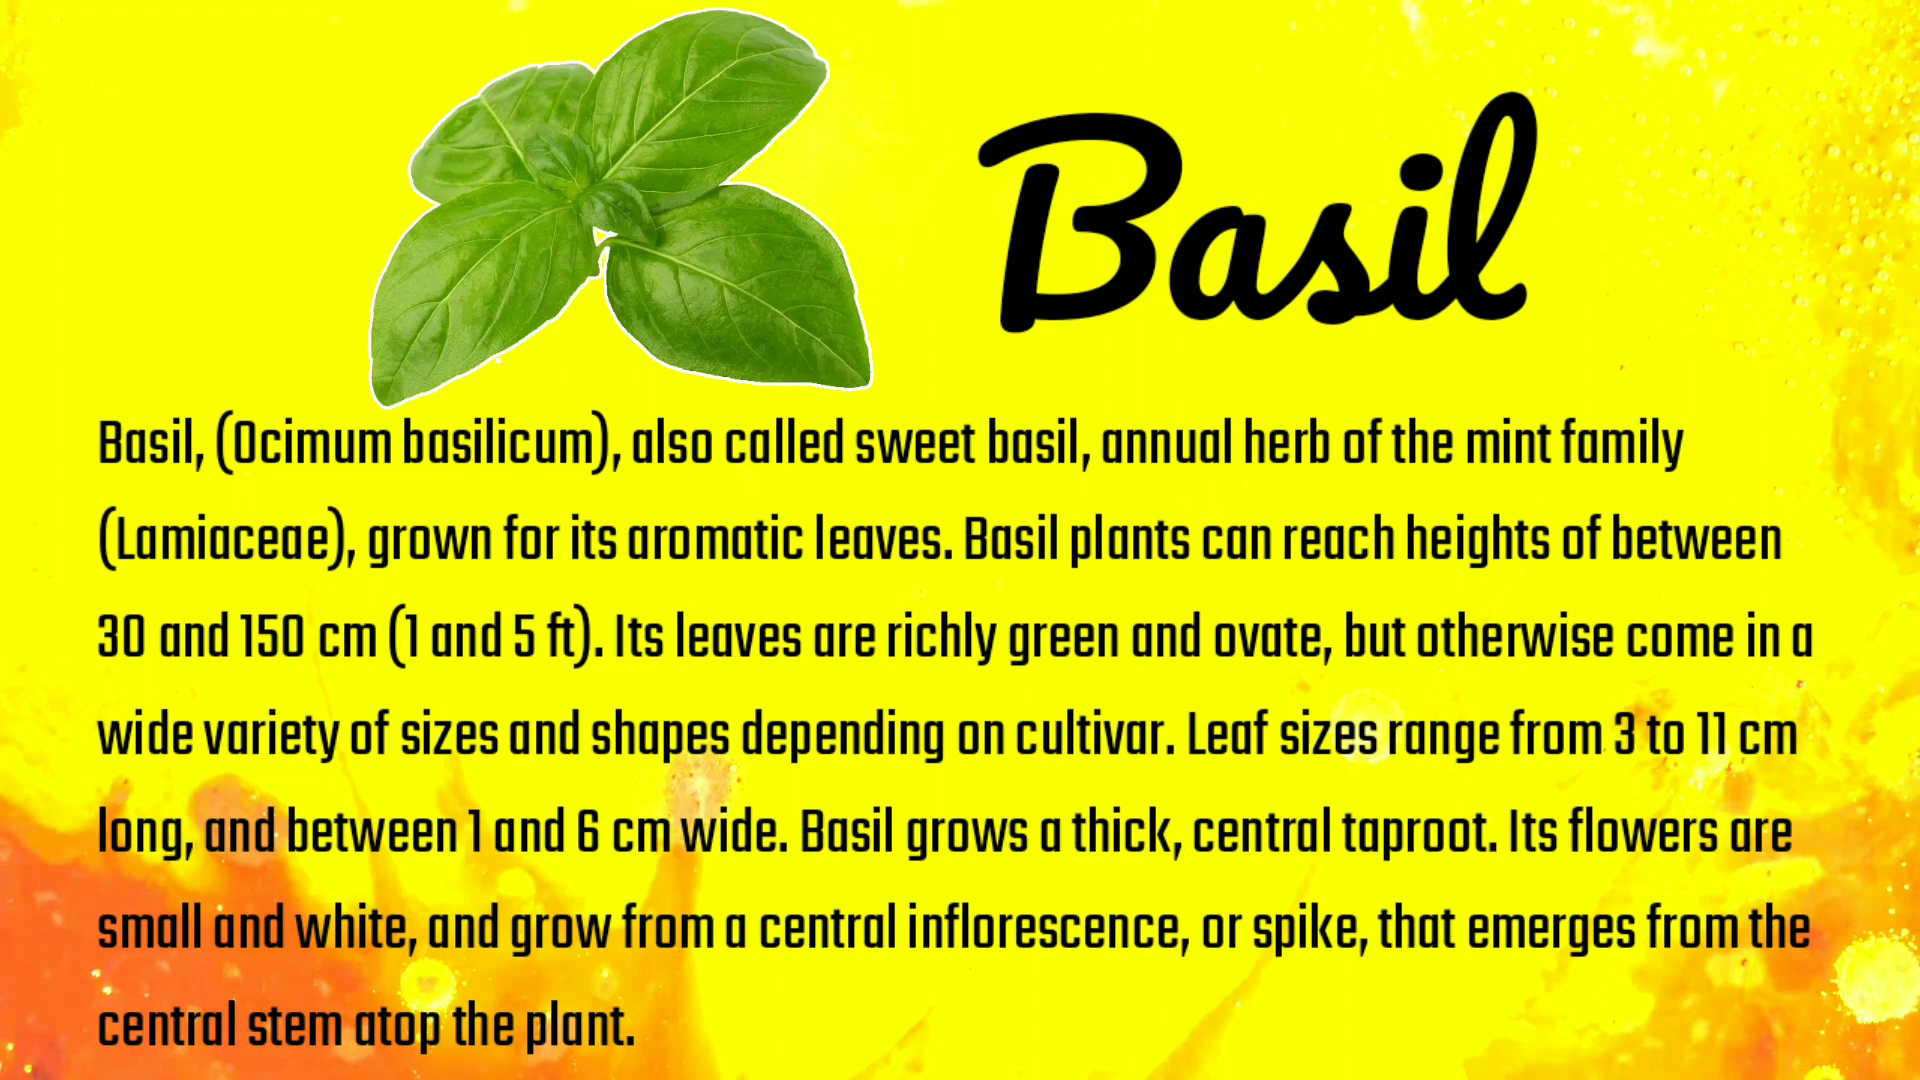 Basil
Basil, (Ocimum basilicum), also called sweet basil, annual herb of the mint family
(Lamiaceae), grown for its aromatic leaves. Basil plants can reach heights of between
30 and 150 cm (1 and 5 ft). Its leaves are richly green and ovate, but otherwise come in a
wide variety of sizes and shapes depending on cultivar. Leaf sizes range from 3 to 11 cm
long, and between 1 and 6 cm wide. Basil grows a thick, central taproot. Its flowers are
small and white, and grow from a central inflorescence, or spike, that emerges from the
central stem atop the plant.